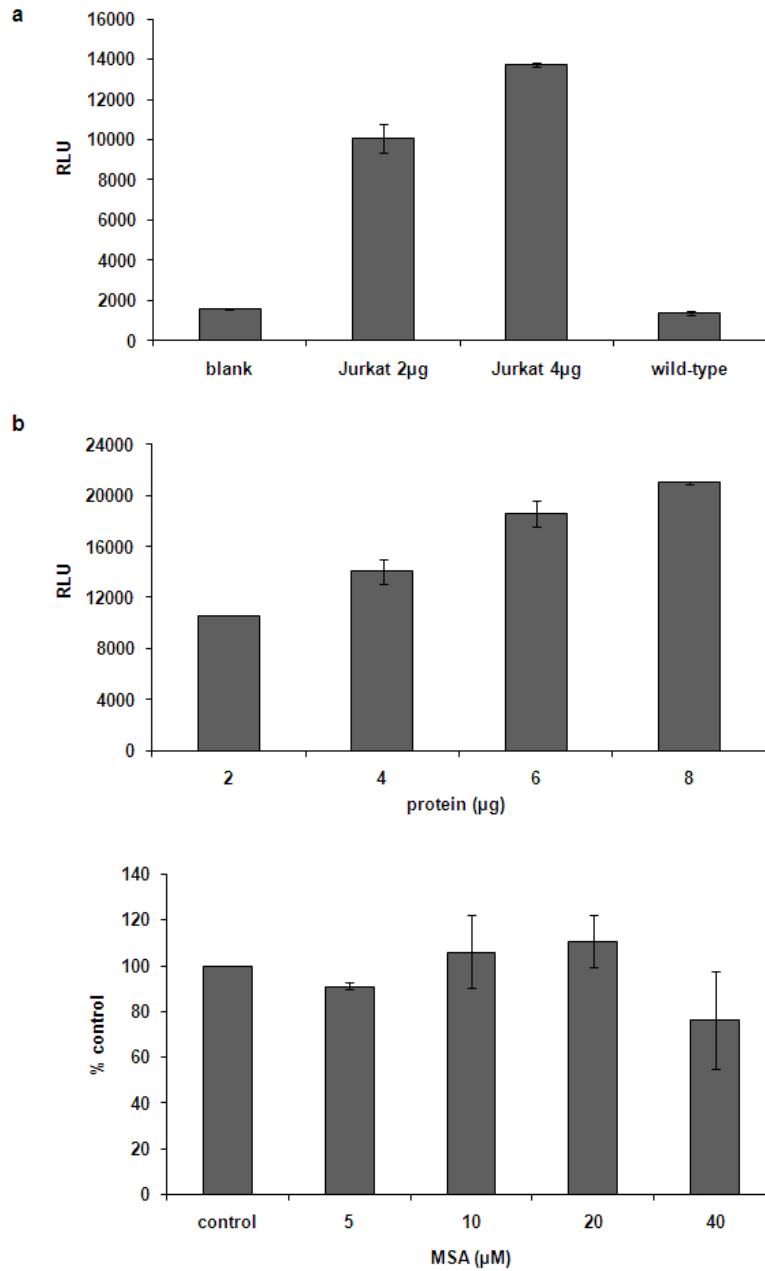 a
16000
14000
12000
10000
8000
6000
4000
2000
0
RLU
blank Jurkat 2µg Jurkat 4µg wild-type
b
24000
20000
16000
12000
8000
4000
0
RLU
2 4 6 8
protein (µg)
140
120
100
80
60
40
20
0
% control
control 5 10 20 40
MSA (µM)